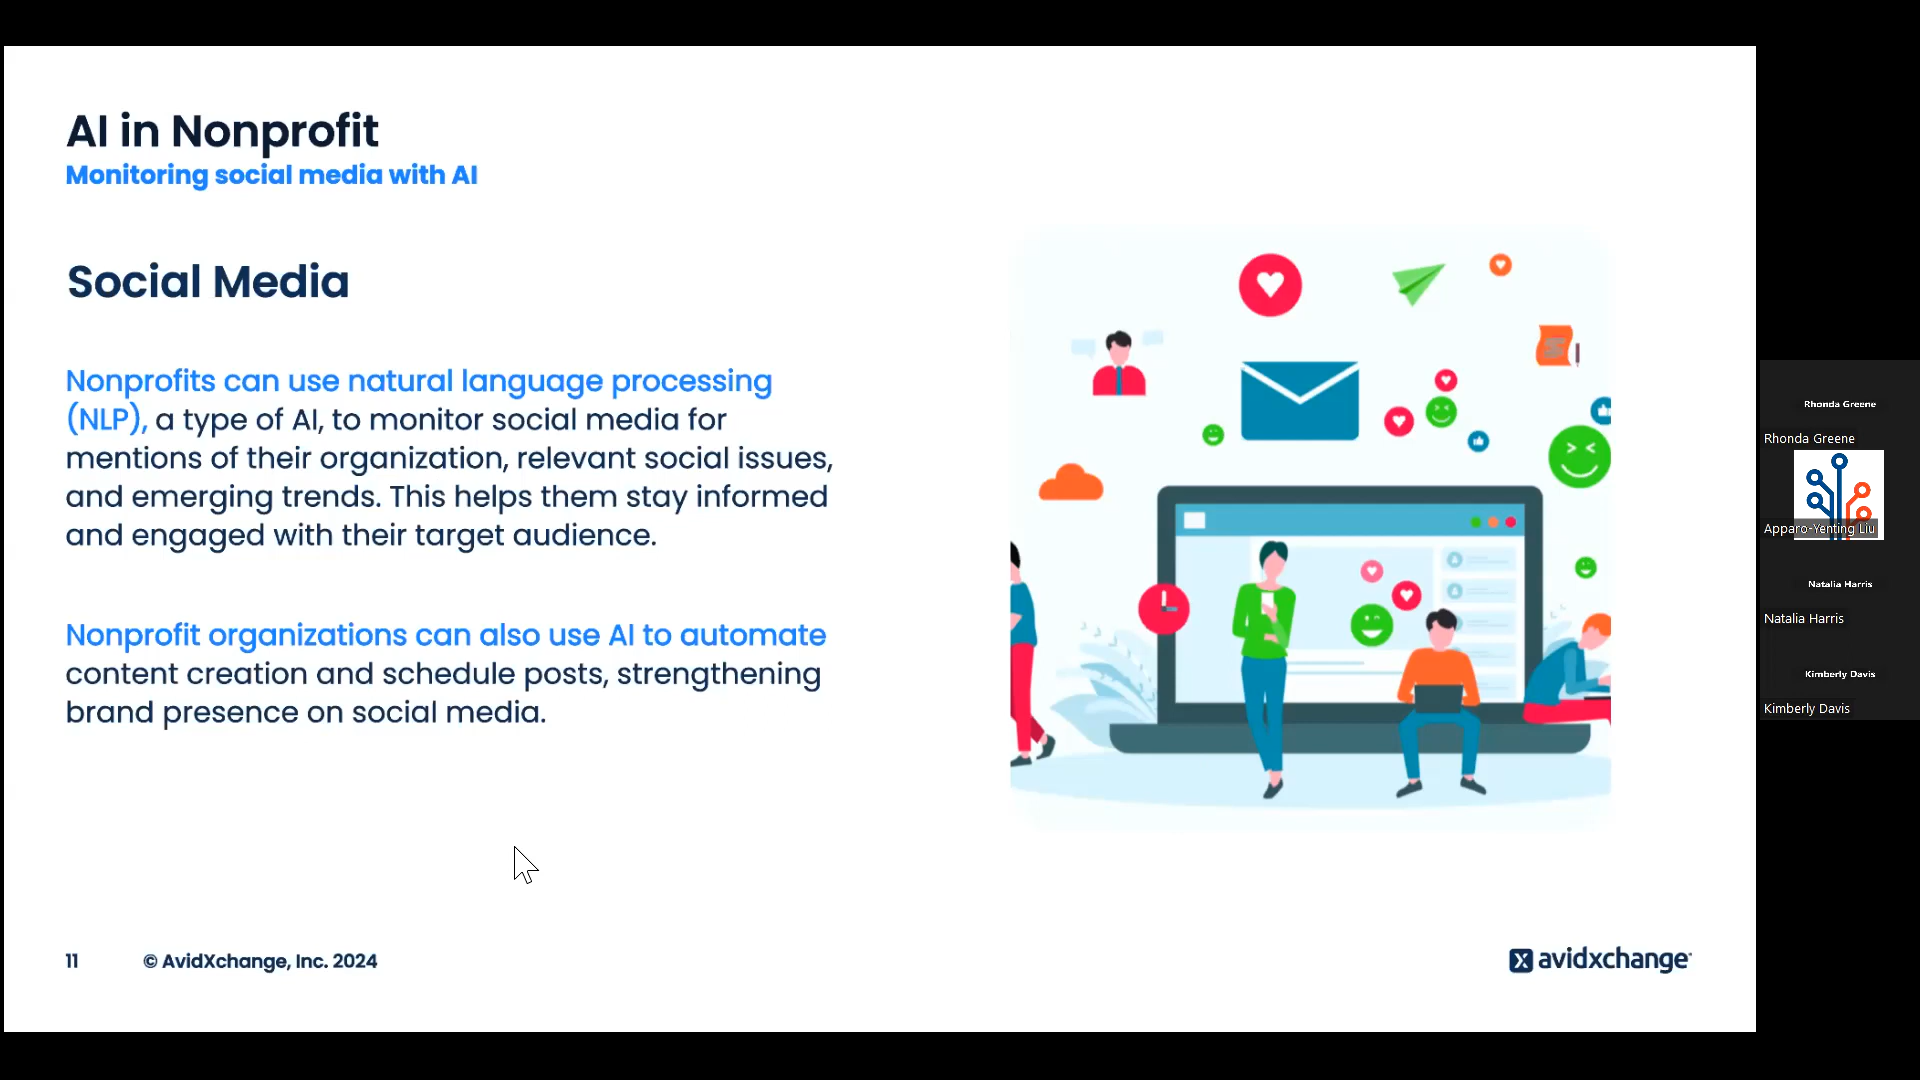 AI in Nonprofit
Monitoring social media with AI
Social Media
Nonprofits can use natural language processing
(NLP), a type of AI, to monitor social media for
mentions of their organization, relevant social issues,
and emerging trends. This helps them stay informed
and engaged with their target audience.
Nonprofit organizations can also use AI to automate
content creation and schedule posts, strengthening
brand presence on social media.
11
© AvidXchange, Inc. 2024
avidxchange
Rhonda Greene
Rhonda Greene
Apparo-Yenting Liu
Natalia Harris
Natalia Harris
Kimberly Davis
Kimberly Davis